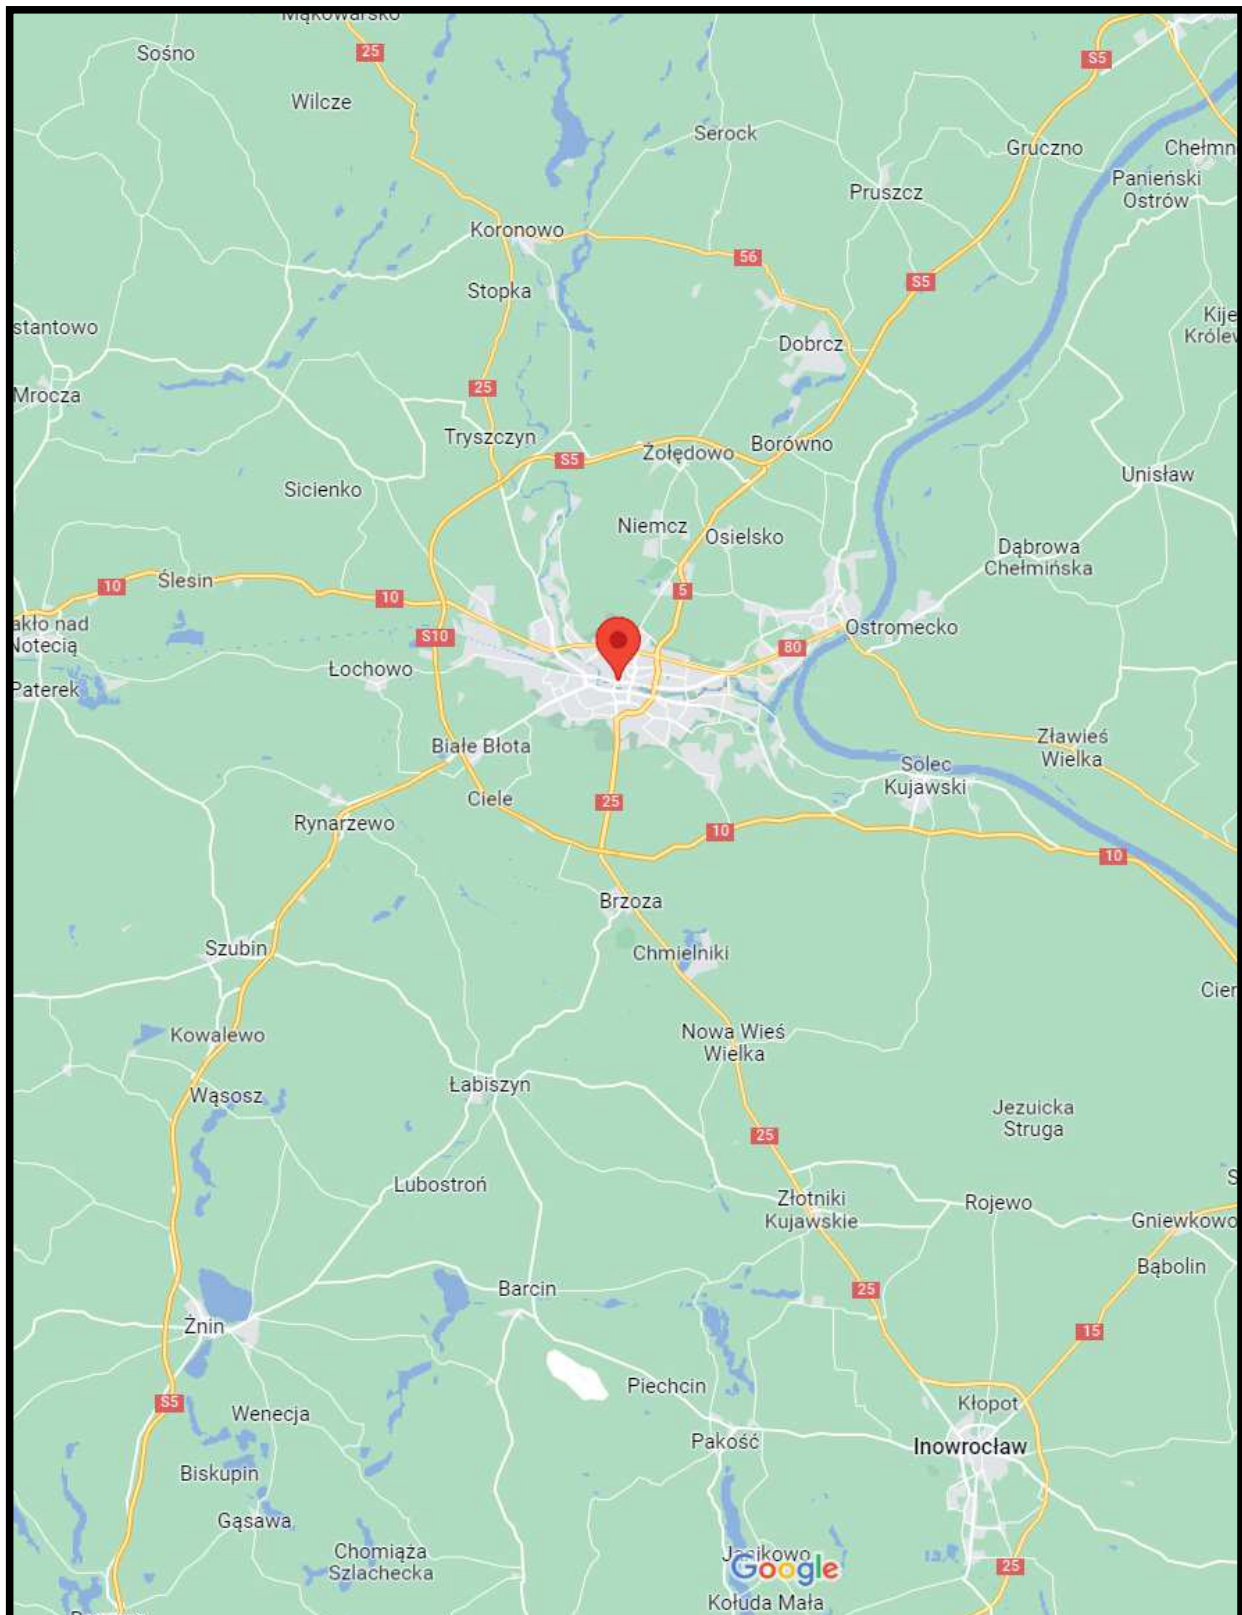 Mąkowarsko
Sośno
25
S5
Wilcze
Serock
Gruczno
Chełmn
Pruszcz
Panieński
Ostrów
Koronowo
56
S5
Stopka
Kije
Królew
stantowo
Dobrcz
25
Mrocza
Tryszczyn
Żołędowo
Borówno
S5
Unisław
Sicienko
Niemcz
Osielsko
Dąbrowa
Chełmińska
10
Ślesin
10
5
akło nad
Notecią
S10
Ostromecko
80
Łochowo
Paterek
Białe Błota
Zławieś
Wielka
Solec
Kujawski
Ciele
25
Rynarzewo
10
10
Brzoza
Szubin
Chmielniki
Cier
Kowalewo
Nowa Wieś
Wielka
Łabiszyn
Wąsosz
Jezuicka
Struga
25
Lubostroń
S
Złotniki
Kujawskie
Rojewo
Gniewkowo
Bąbolin
Barcin
25
Żnin
15
Piechcin
S5
Kłopot
Wenecja
Pakość
Inowrocław
Biskupin
Gąsawa
Chomiąża
Szlachecka
Janikowo
Google
25
Kołuda Mała